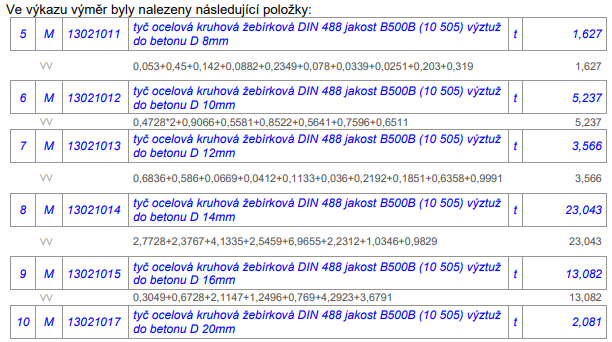 Ve výkazu výměr byly nalezeny následující položky:
5 M 13021011 tyč ocelová kruhová žebírková DIN 488 jakost B500B (10 505) výztuž t 1,627
do betonu D 8mm
VV 0,053+0,45+0,142+0,0882+0,2349+0,078+0,0339+0,0251+0,203+0,319 1,627
6 M 13021012 tyč ocelová kruhová žebírková DIN 488 jakost B500B (10 505) výztuž t 5,237
do betonu D 10mm
VV 0,4728*2+0,9066+0,5581+0,8522+0,5641+0,7596+0,6511 5,237
7 M 13021013 tyč ocelová kruhová žebírková DIN 488 jakost B500B (10 505) výztuž t 3,566
do betonu D 12mm
VV 0,6836+0,586+0,0669+0,0412+0,1133+0,036+0,2192+0,1851+0,6358+0,9991 3,566
8 M 13021014 tyč ocelová kruhová žebírková DIN 488 jakost B500B (10 505) výztuž t 23,043
do betonu D 14mm
VV 2,7728+2,3767+4,1335+2,5459+6,9655+2,2312+1,0346+0,9829 23,043
9 M 13021015 tyč ocelová kruhová žebírková DIN 488 jakost B500B (10 505) výztuž t 13,082
do betonu D 16mm
VV 0,3049+0,6728+2,1147+1,2496+0,769+4,2923+3,6791 13,082
10 M 13021017 tyč ocelová kruhová žebírková DIN 488 jakost B500B (10 505) výztuž t 2,081
do betonu D 20mm